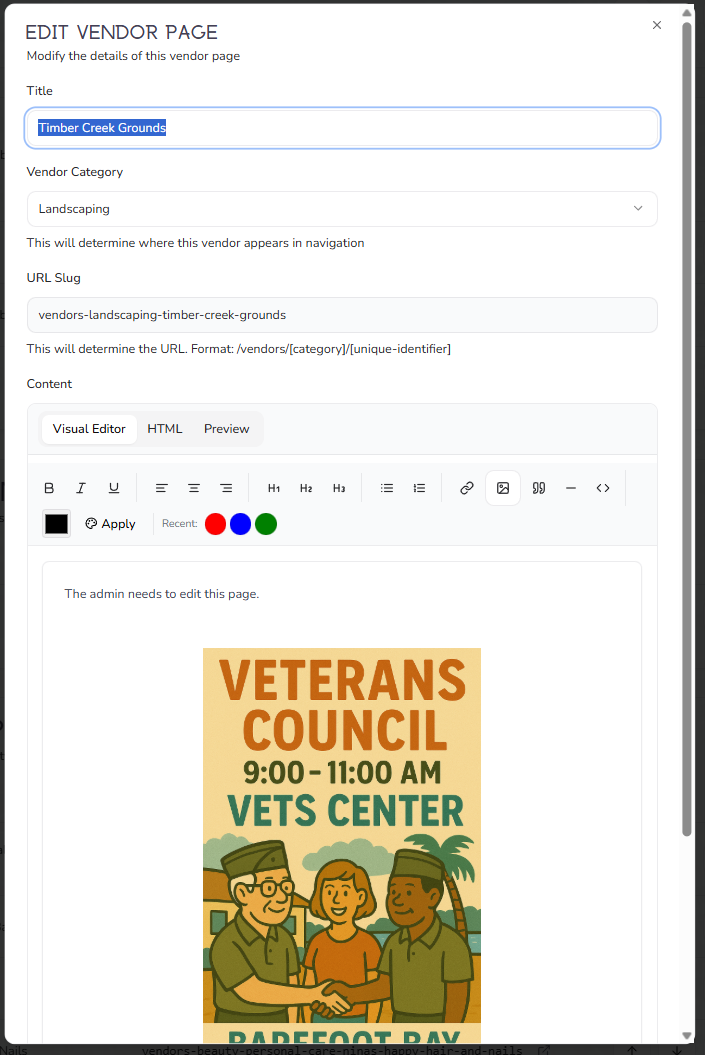 EDIT VENDOR PAGE
Modify the details of this vendor page
Title
Timber Creek Grounds
Vendor Category
Landscaping
This will determine where this vendor appears in navigation
URL Slug
vendors-landscaping-timber-creek-grounds
This will determine the URL. Format: /vendors/[category]/[unique-identifier]
Content
Visual Editor HTML Preview
B I U H1 H2 H3
Apply Recent:
The admin needs to edit this page.
VETERANS
COUNCIL
9:00 – 11:00 AM
VETS CENTER
BAREFOOT BAY
Nails vendors-beauty-personal-care-ninas-happy-hair-and-nails